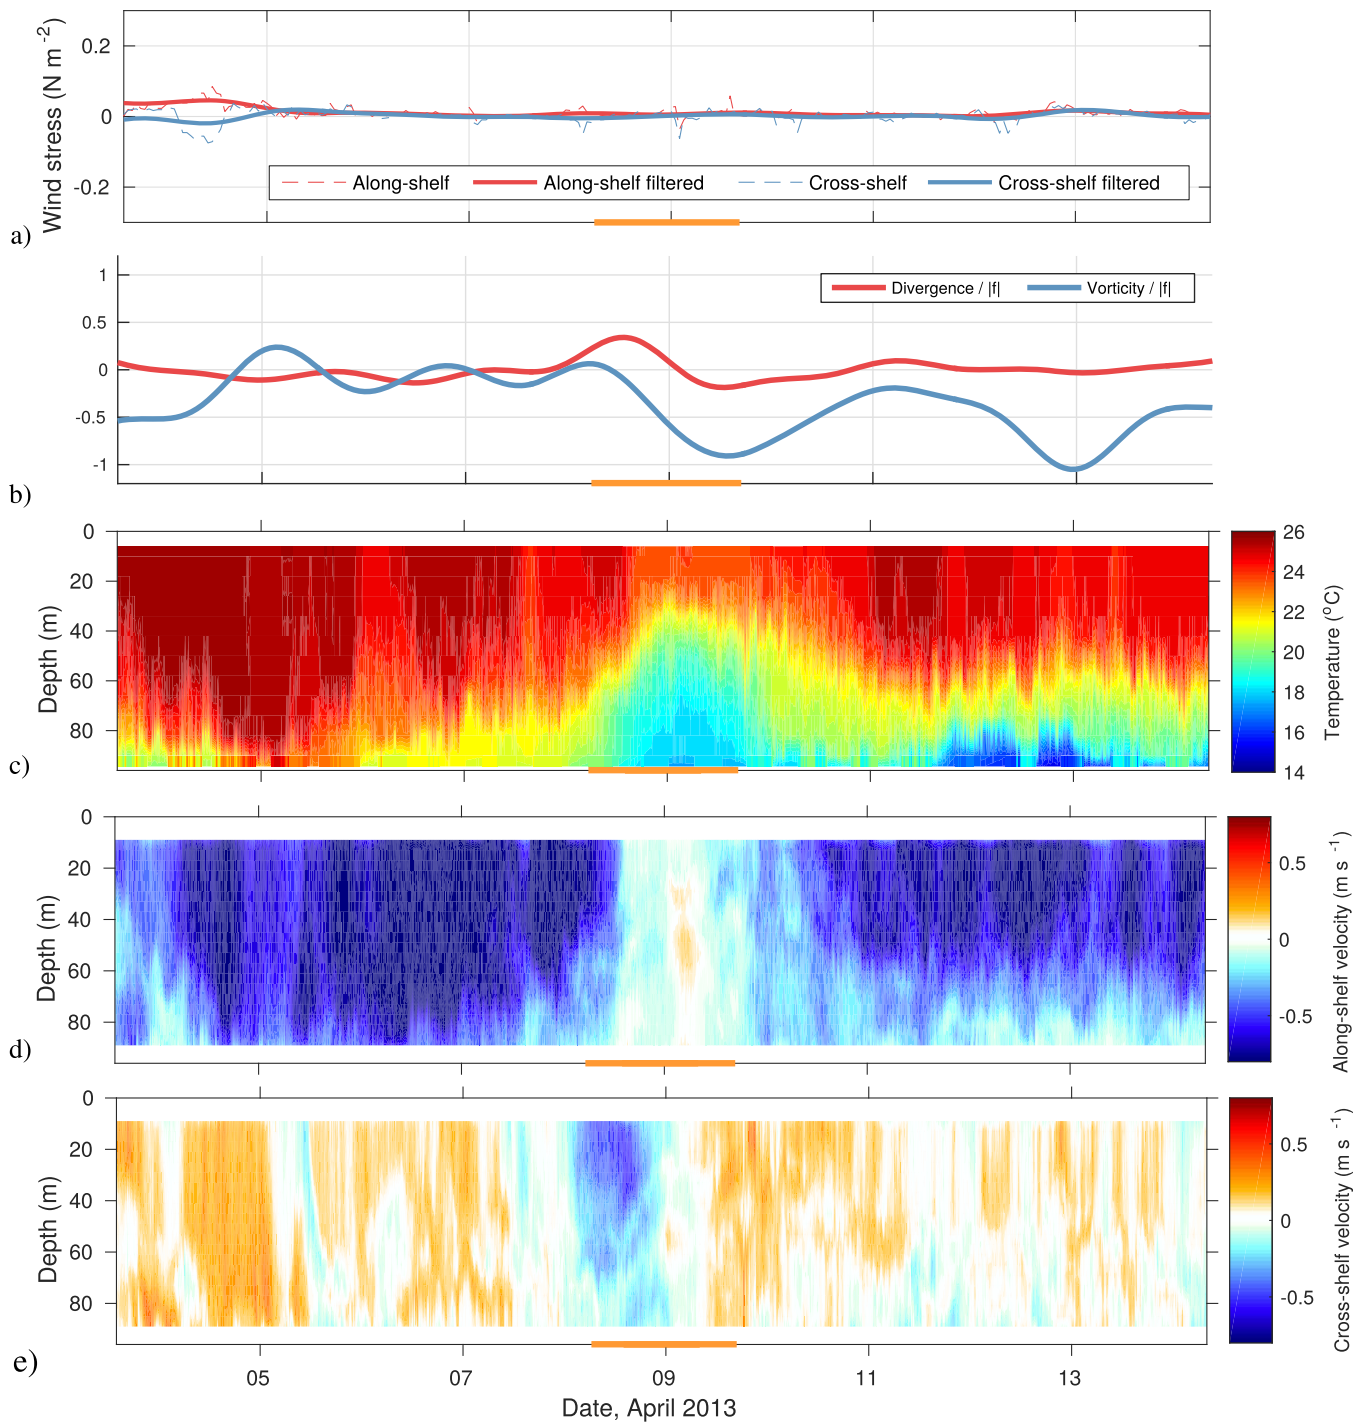 Wind stress (N m-2)
0.2
0
-0.2
Along-shelf
Along-shelf filtered
Cross-shelf
Cross-shelf filtered
a)
1
0.5
0
-0.5
-1
Divergence / |f|
Vorticity / |f|
b)
Depth (m)
0
20
40
60
80
26
24
22
20
18
16
14
Temperature (oC)
c)
Depth (m)
0
20
40
60
80
0.5
0
-0.5
Along-shelf velocity (m s -1)
d)
Depth (m)
0
20
40
60
80
0.5
0
-0.5
Cross-shelf velocity (m s -1)
e)
05
07
09
11
13
Date, April 2013